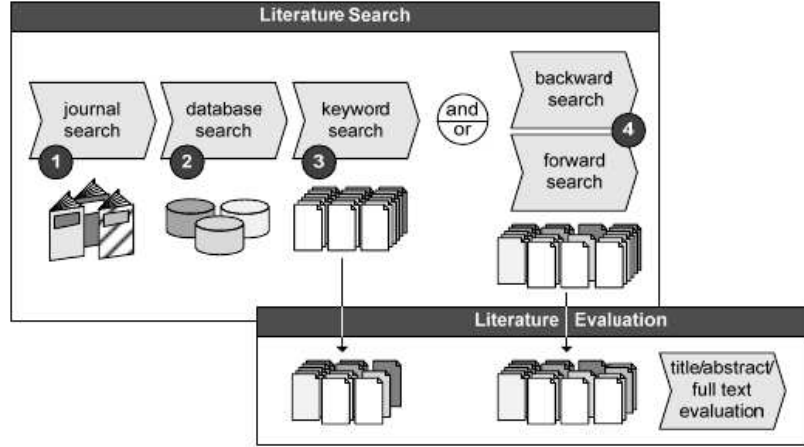 Literature Search
journal
search
1
database
search
2
keyword
search
3
and
or
backward
search
4
forward
search
Literature Evaluation
title/abstract/
full text
evaluation